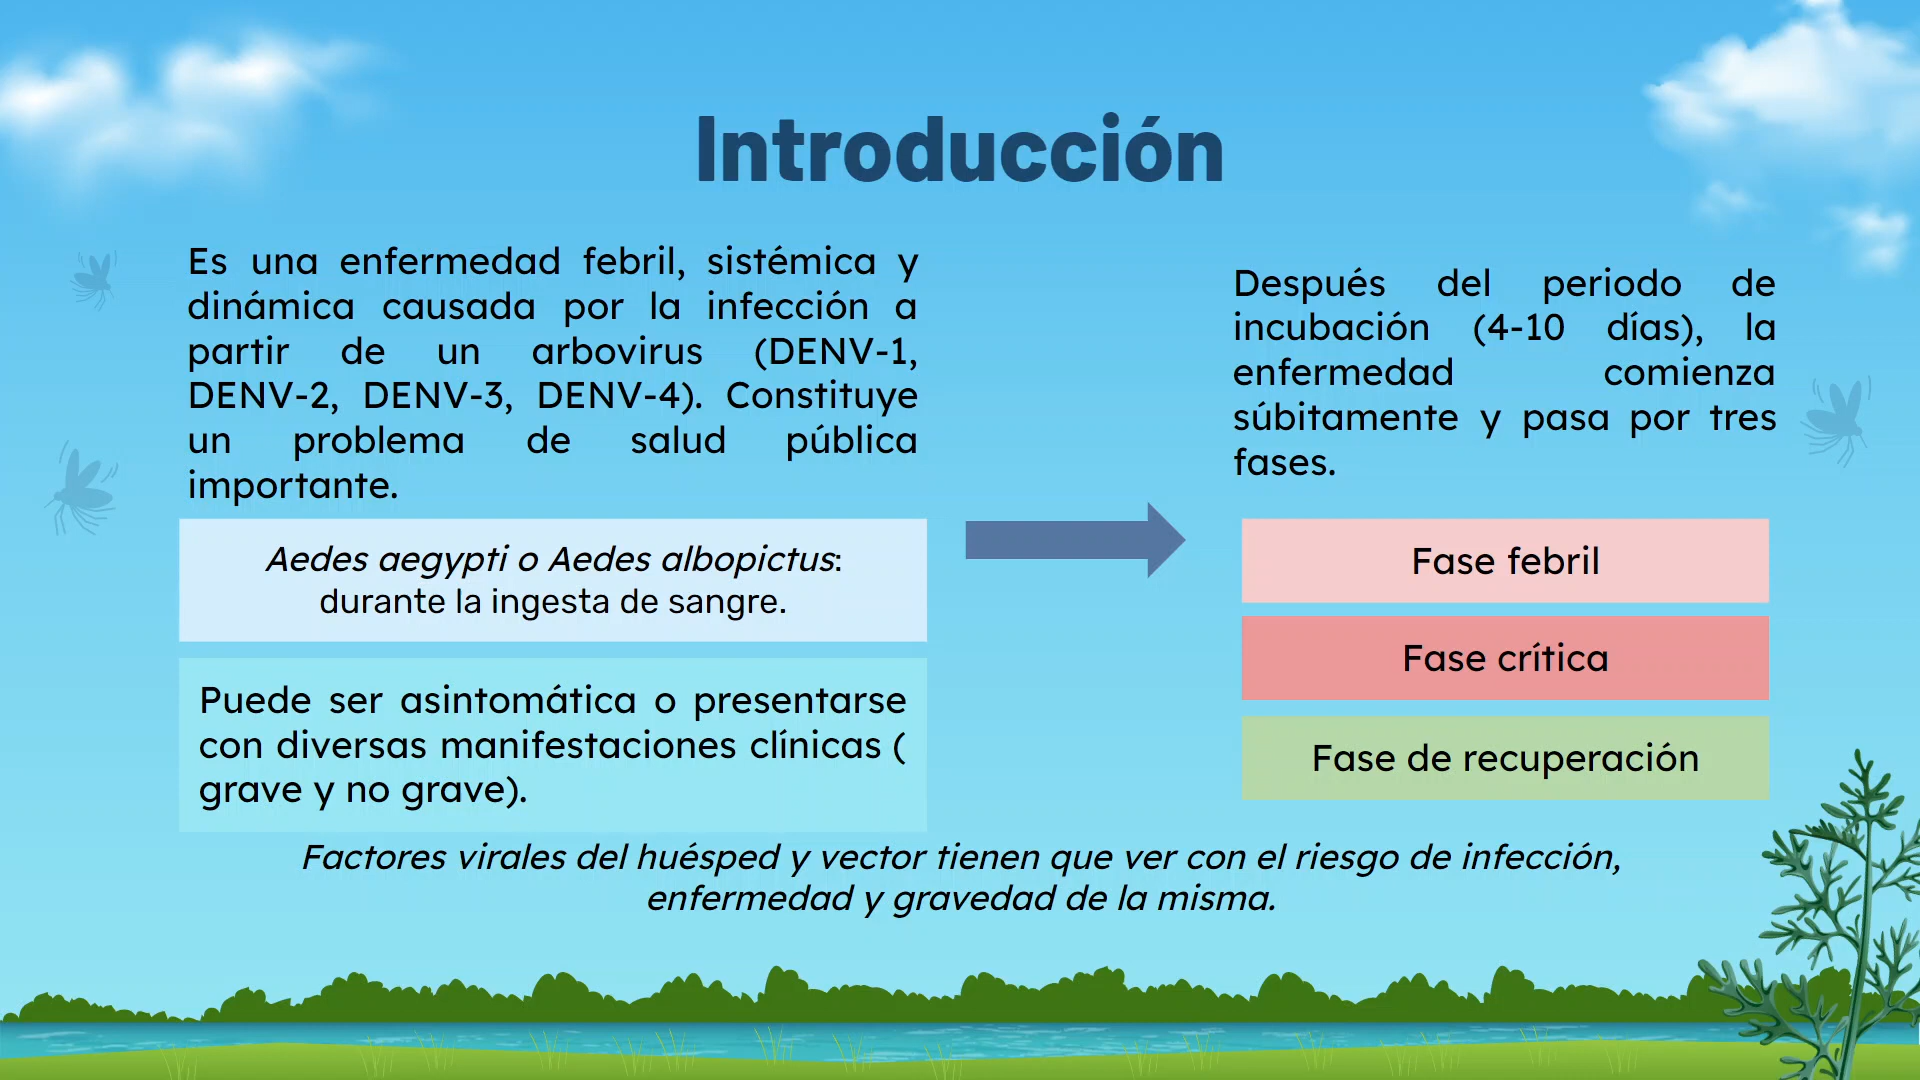 Introducción
Es una enfermedad febril, sistémica y
dinámica causada por la infección a
partir de un arbovirus (DENV-1,
DENV-2, DENV-3, DENV-4). Constituye
un problema de salud pública
importante.
Aedes aegypti o Aedes albopictus:
durante la ingesta de sangre.
Puede ser asintomática o presentarse
con diversas manifestaciones clínicas (
grave y no grave).
Después del periodo de
incubación (4-10 días), la
enfermedad comienza
súbitamente y pasa por tres
fases.
Fase febril
Fase crítica
Fase de recuperación
Factores virales del huésped y vector tienen que ver con el riesgo de infección,
enfermedad y gravedad de la misma.